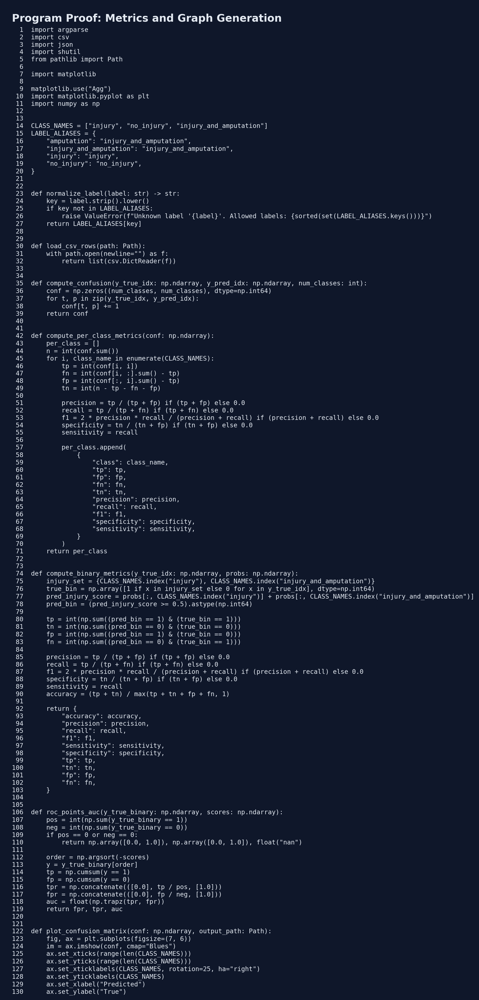 Program Proof: Metrics and Graph Generation
1  import argparse
2  import csv
3  import json
4  import shutil
5  from pathlib import Path
6
7  import matplotlib
8
9  matplotlib.use("Agg")
10  import matplotlib.pyplot as plt
11  import numpy as np
12
13
14  CLASS_NAMES = ["injury", "no_injury", "injury_and_amputation"]
15  LABEL_ALIASES = {
16      "amputation": "injury_and_amputation",
17      "injury_and_amputation": "injury_and_amputation",
18      "injury": "injury",
19      "no_injury": "no_injury",
20  }
21
22
23  def normalize_label(label: str) -> str:
24      key = label.strip().lower()
25      if key not in LABEL_ALIASES:
26          raise ValueError(f"Unknown label '{label}'. Allowed labels: {sorted(set(LABEL_ALIASES.keys()))}")
27      return LABEL_ALIASES[key]
28
29
30  def load_csv_rows(path: Path):
31      with path.open(newline="") as f:
32          return list(csv.DictReader(f))
33
34
35  def compute_confusion(y_true_idx: np.ndarray, y_pred_idx: np.ndarray, num_classes: int):
36      conf = np.zeros((num_classes, num_classes), dtype=np.int64)
37      for t, p in zip(y_true_idx, y_pred_idx):
38          conf[t, p] += 1
39      return conf
40
41
42  def compute_per_class_metrics(conf: np.ndarray):
43      per_class = []
44      n = int(conf.sum())
45      for i, class_name in enumerate(CLASS_NAMES):
46          tp = int(conf[i, i])
47          fn = int(conf[i, :].sum() - tp)
48          fp = int(conf[:, i].sum() - tp)
49          tn = int(n - tp - fn - fp)
50
51          precision = tp / (tp + fp) if (tp + fp) else 0.0
52          recall = tp / (tp + fn) if (tp + fn) else 0.0
53          f1 = 2 * precision * recall / (precision + recall) if (precision + recall) else 0.0
54          specificity = tn / (tn + fp) if (tn + fp) else 0.0
55          sensitivity = recall
56
57          per_class.append(
58              {
59                  "class": class_name,
60                  "tp": tp,
61                  "fp": fp,
62                  "fn": fn,
63                  "tn": tn,
64                  "precision": precision,
65                  "recall": recall,
66                  "f1": f1,
67                  "specificity": specificity,
68                  "sensitivity": sensitivity,
69              }
70          )
71      return per_class
72
73
74  def compute_binary_metrics(y_true_idx: np.ndarray, probs: np.ndarray):
75      injury_set = {CLASS_NAMES.index("injury"), CLASS_NAMES.index("injury_and_amputation")}
76      true_bin = np.array([1 if x in injury_set else 0 for x in y_true_idx], dtype=np.int64)
77      pred_injury_score = probs[:, CLASS_NAMES.index("injury")] + probs[:, CLASS_NAMES.index("injury_and_amputation")]
78      pred_bin = (pred_injury_score >= 0.5).astype(np.int64)
79
80      tp = int(np.sum((pred_bin == 1) & (true_bin == 1)))
81      tn = int(np.sum((pred_bin == 0) & (true_bin == 0)))
82      fp = int(np.sum((pred_bin == 1) & (true_bin == 0)))
83      fn = int(np.sum((pred_bin == 0) & (true_bin == 1)))
84
85      precision = tp / (tp + fp) if (tp + fp) else 0.0
86      recall = tp / (tp + fn) if (tp + fn) else 0.0
87      f1 = 2 * precision * recall / (precision + recall) if (precision + recall) else 0.0
88      specificity = tn / (tn + fp) if (tn + fp) else 0.0
89      sensitivity = recall
90      accuracy = (tp + tn) / max(tp + tn + fp + fn, 1)
91
92      return {
93          "accuracy": accuracy,
94          "precision": precision,
95          "recall": recall,
96          "f1": f1,
97          "sensitivity": sensitivity,
98          "specificity": specificity,
99          "tp": tp,
100          "tn": tn,
101          "fp": fp,
102          "fn": fn,
103      }
104
105
106  def roc_points_auc(y_true_binary: np.ndarray, scores: np.ndarray):
107      pos = int(np.sum(y_true_binary == 1))
108      neg = int(np.sum(y_true_binary == 0))
109      if pos == 0 or neg == 0:
110          return np.array([0.0, 1.0]), np.array([0.0, 1.0]), float("nan")
111
112      order = np.argsort(-scores)
113      y = y_true_binary[order]
114      tp = np.cumsum(y == 1)
115      fp = np.cumsum(y == 0)
116      tpr = np.concatenate(([0.0], tp / pos, [1.0]))
117      fpr = np.concatenate(([0.0], fp / neg, [1.0]))
118      auc = float(np.trapz(tpr, fpr))
119      return fpr, tpr, auc
120
121
122  def plot_confusion_matrix(conf: np.ndarray, output_path: Path):
123      fig, ax = plt.subplots(figsize=(7, 6))
124      im = ax.imshow(conf, cmap="Blues")
125      ax.set_xticks(range(len(CLASS_NAMES)))
126      ax.set_yticks(range(len(CLASS_NAMES)))
127      ax.set_xticklabels(CLASS_NAMES, rotation=25, ha="right")
128      ax.set_yticklabels(CLASS_NAMES)
129      ax.set_xlabel("Predicted")
130      ax.set_ylabel("True")